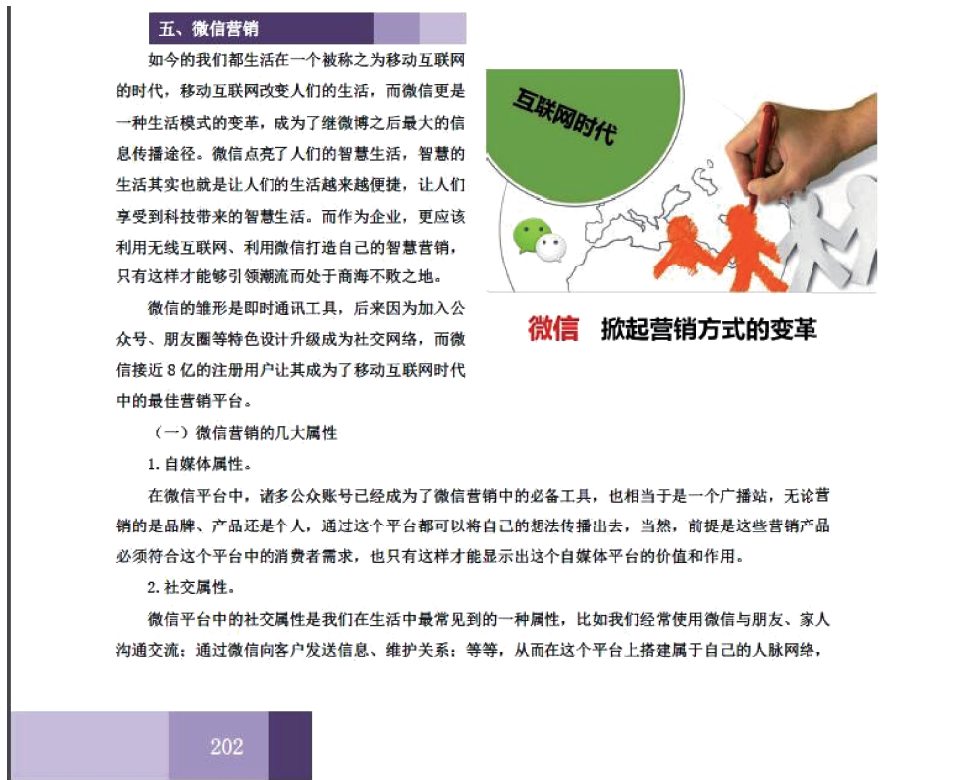 五、微信营销
如今的我们都生活在一个被称之为移动互联网
的时代，移动互联网改变人们的生活，而微信更是
一种生活模式的变革，成为了继微博之后最大的信
息传播途径。微信点亮了人们的智慧生活，智慧的
生活其实也就是让人们的生活越来越便捷，让人们
享受到科技带来的智慧生活。而作为企业，更应该
利用无线互联网、利用微信打造自己的智慧营销，
只有这样才能够引领潮流而处于商海不败之地。
微信的雏形是即时通讯工具，后来因为加入公
众号、朋友圈等特色设计升级成为社交网络，而微
信接近 8 亿的注册用户让其成为了移动互联网时代
中的最佳营销平台。
互联网时代
微信 掀起营销方式的变革
（一）微信营销的几大属性
1.自媒体属性。
在微信平台中，诸多公众账号已经成为了微信营销中的必备工具，也相当于是一个广播站，无论营
销的是品牌、产品还是个人，通过这个平台都可以将自己的想法传播出去，当然，前提是这些营销产品
必须符合这个平台中的消费者需求，也只有这样才能显示出这个自媒体平台的价值和作用。
2.社交属性。
微信平台中的社交属性是我们在生活中最常见到的一种属性，比如我们经常使用微信与朋友、家人
沟通交流；通过微信向客户发送信息、维护关系；等等，从而在这个平台上搭建属于自己的人脉网络，
202